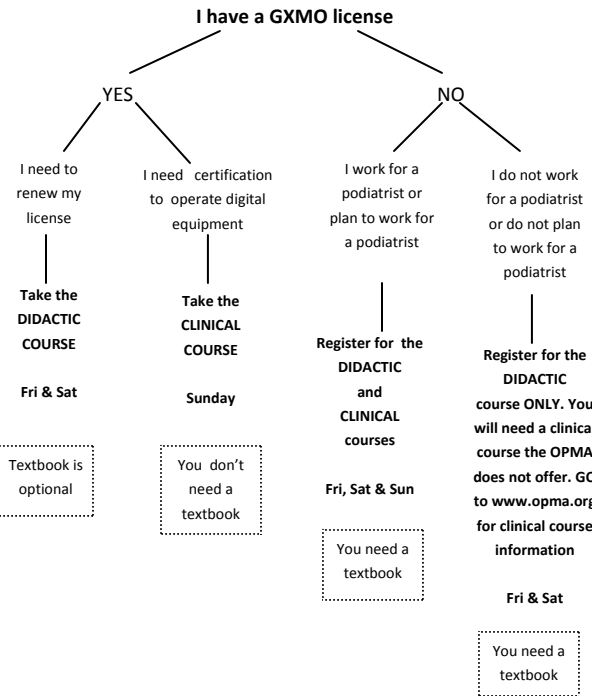 I have a GXMO license
YES
NO
I need to
renew my
license
I need certification
to operate digital
equipment
I work for a
podiatrist or
plan to work for
a podiatrist
I do not work
for a podiatrist
or do not plan
to work for a
podiatrist
Take the
DIDACTIC
COURSE
Fri & Sat
Textbook is
optional
Take the
CLINICAL
COURSE
Sunday
You don't
need a
textbook
Register for the
DIDACTIC
and
CLINICAL
courses
Fri, Sat & Sun
You need a
textbook
Register for the
DIDACTIC
course ONLY. You
will need a clinical
course the OPMA
does not offer. GO
to www.opma.org
for clinical course
information
Fri & Sat
You need a
textbook